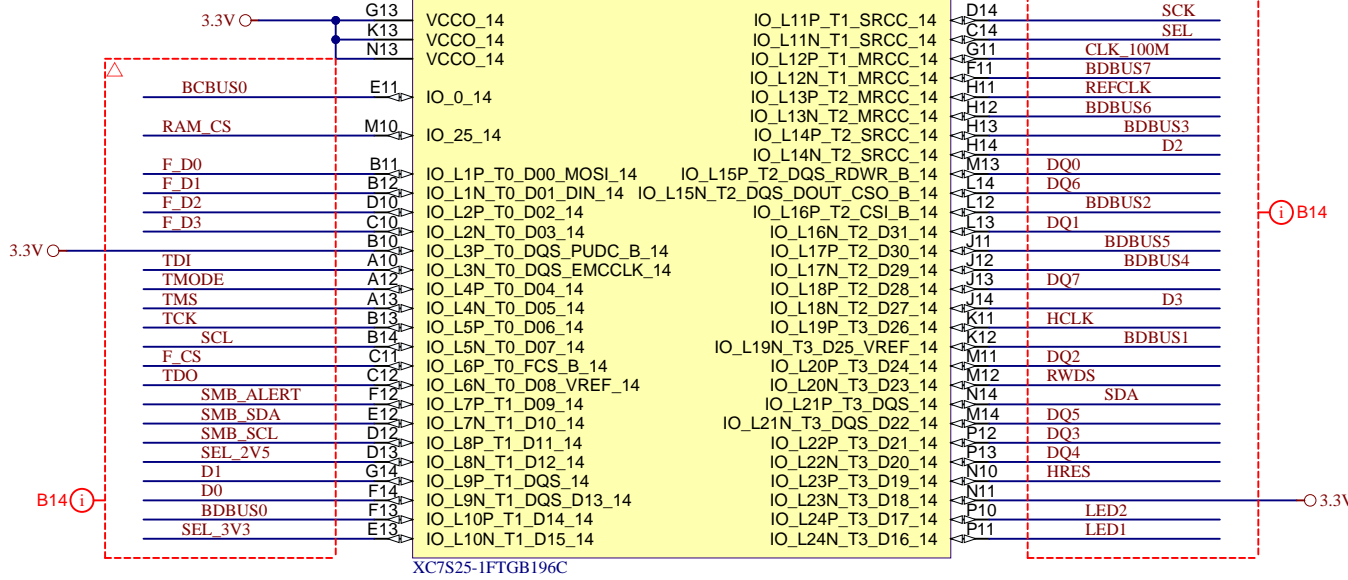 3.3V G13 VCCO_14 IO_L11P_T1_SRCC_14 D14 SCK
K13 VCCO_14 IO_L11N_T1_SRCC_14 C14 SEL
N13 VCCO_14 IO_L12P_T1_MRCC_14 G11 CLK_100M
IO_L12N_T1_MRCC_14 F11 BDBUS7
BCBUS0 E11 IO_0_14 IO_L13P_T2_MRCC_14 H11 REFCLK
IO_L13N_T2_MRCC_14 H12 BDBUS6
RAM_CS M10 IO_25_14 IO_L14P_T2_SRCC_14 H13 BDBUS3
IO_L14N_T2_SRCC_14 H14 D2
F_D0 B11 IO_L1P_T0_D00_MOSI_14 IO_L15P_T2_DQS_RDWR_B_14 M13 DQ0
F_D1 B12 IO_L1N_T0_D01_DIN_14 IO_L15N_T2_DQS_DOUT_CSO_B_14 L14 DQ6
F_D2 D10 IO_L2P_T0_D02_14 IO_L16P_T2_CSI_B_14 L12 BDBUS2 i B14
F_D3 C10 IO_L2N_T0_D03_14 IO_L16N_T2_D31_14 L13 DQ1
3.3V B10 IO_L3P_T0_DQS_PUDC_B_14 IO_L17P_T2_D30_14 J11 BDBUS5
TDI A10 IO_L3N_T0_DQS_EMCCLK_14 IO_L17N_T2_D29_14 J12 BDBUS4
TMODE A12 IO_L4P_T0_D04_14 IO_L18P_T2_D28_14 J13 DQ7
TMS A13 IO_L4N_T0_D05_14 IO_L18N_T2_D27_14 J14 D3
TCK B13 IO_L5P_T0_D06_14 IO_L19P_T3_D26_14 K11 HCLK
SCL B14 IO_L5N_T0_D07_14 IO_L19N_T3_D25_VREF_14 K12 BDBUS1
F_CS C11 IO_L6P_T0_FCS_B_14 IO_L20P_T3_D24_14 M11 DQ2
TDO C12 IO_L6N_T0_D08_VREF_14 IO_L20N_T3_D23_14 M12 RWDS
SMB_ALERT F12 IO_L7P_T1_D09_14 IO_L21P_T3_DQS_14 N14 SDA
SMB_SDA E12 IO_L7N_T1_D10_14 IO_L21N_T3_DQS_D22_14 M14 DQ5
SMB_SCL D12 IO_L8P_T1_D11_14 IO_L22P_T3_D21_14 P12 DQ3
SEL_2V5 D13 IO_L8N_T1_D12_14 IO_L22N_T3_D20_14 P13 DQ4
D1 G14 IO_L9P_T1_DQS_14 IO_L23P_T3_D19_14 N10 HRES
B14 i D0 F14 IO_L9N_T1_DQS_D13_14 IO_L23N_T3_D18_14 N11 3.3V
BDBUS0 F13 IO_L10P_T1_D14_14 IO_L24P_T3_D17_14 P10 LED2
SEL_3V3 E13 IO_L10N_T1_D15_14 IO_L24N_T3_D16_14 P11 LED1
XC7S25-1FTGB196C